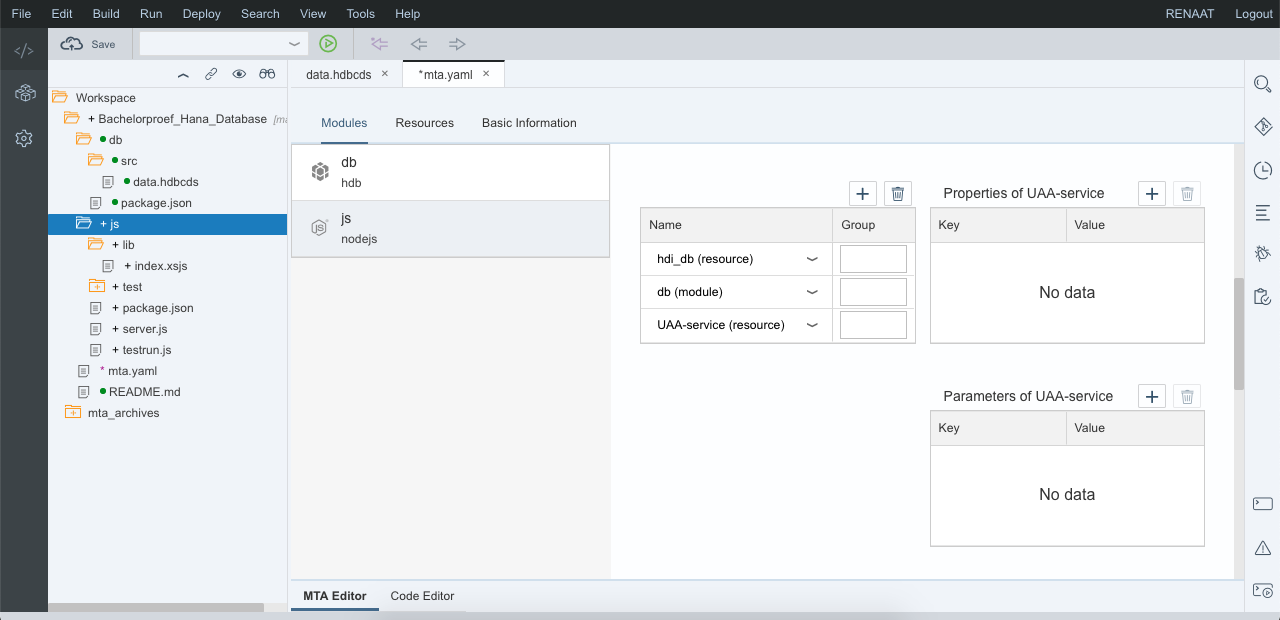 File Edit Build Run Deploy Search View Tools Help RENAAT Logout
Save
data.hdbcds × *mta.yaml ×
Workspace
+ Bachelorproef_Hana_Database
db
src
data.hdbcds
package.json
+ js
+ lib
+ index.xsjs
+ test
+ package.json
+ server.js
+ testrun.js
* mta.yaml
README.md
mta_archives
Modules Resources Basic Information
db
hdb
JS js
nodejs
Name Group
hdi_db (resource)
db (module)
UAA-service (resource)
Properties of UAA-service
Key Value
No data
Parameters of UAA-service
Key Value
No data
MTA Editor Code Editor